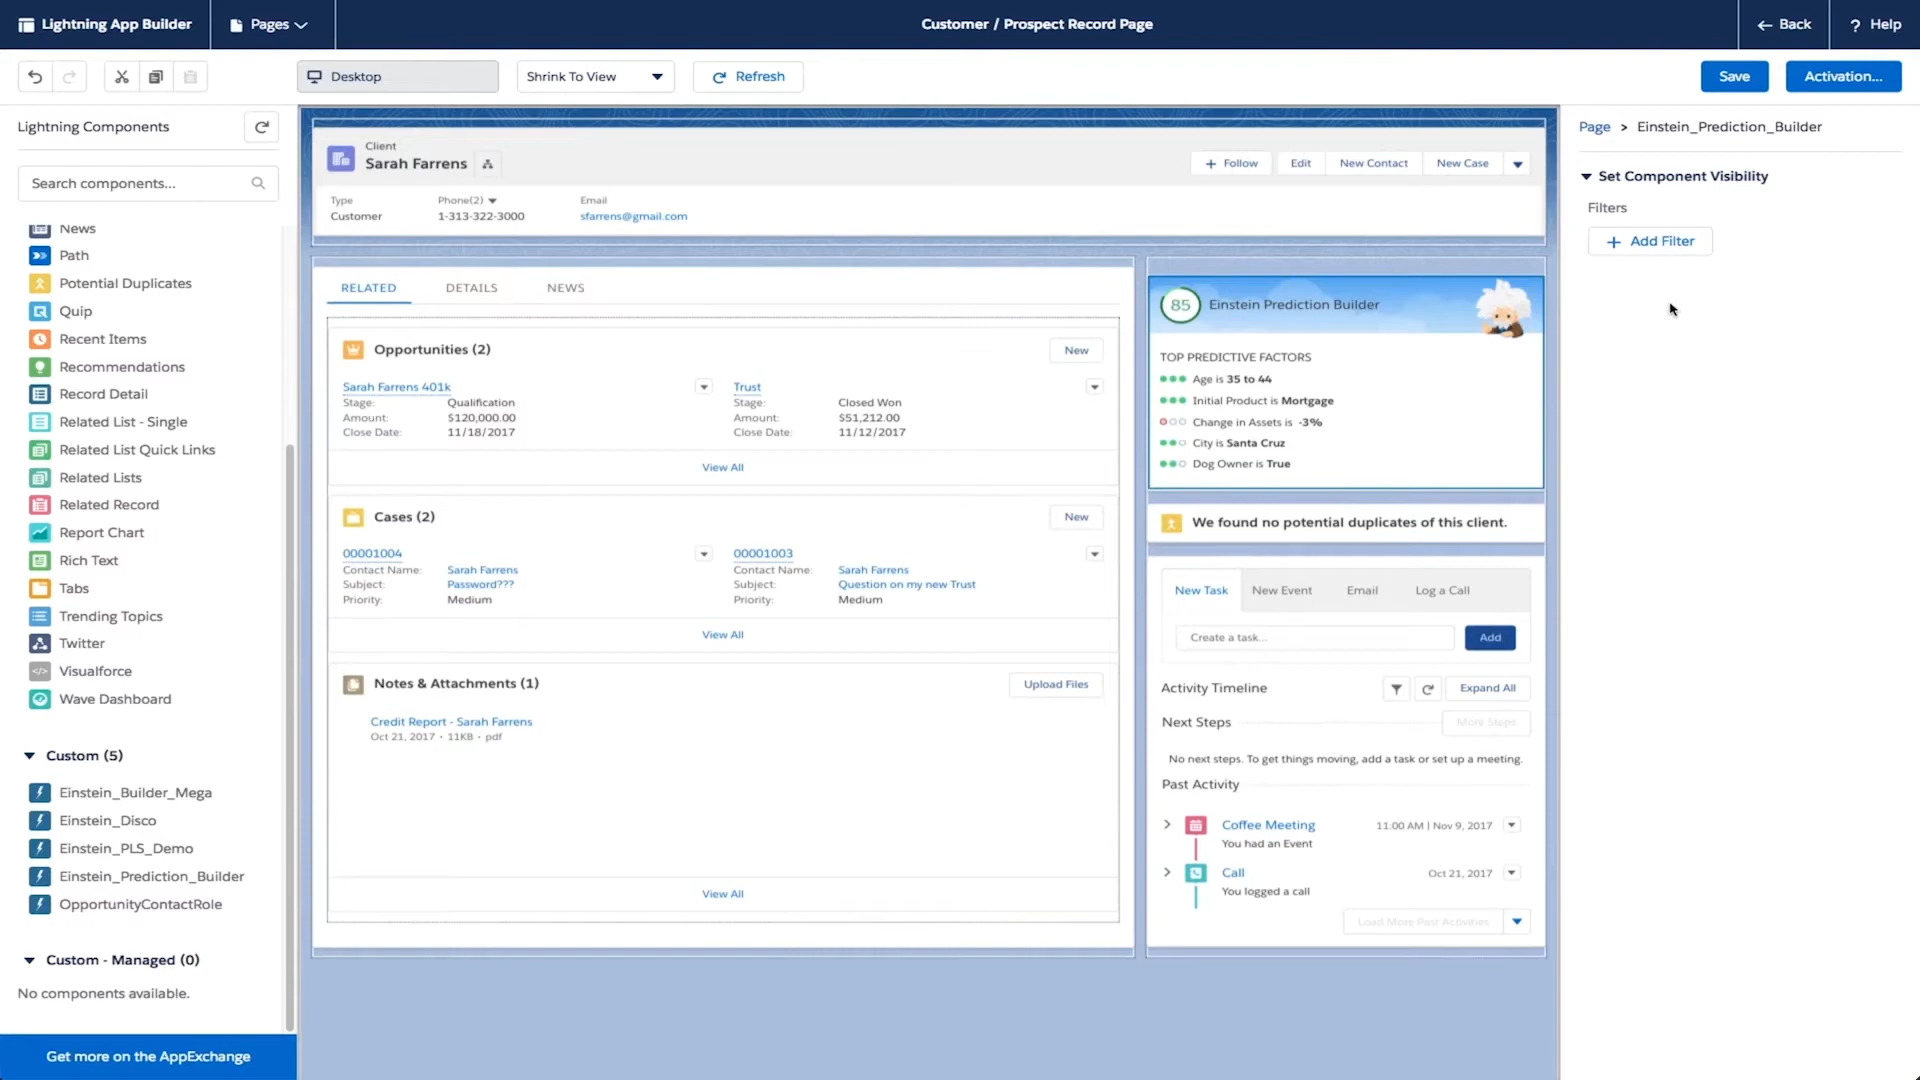 Lightning App Builder
Pages
Customer / Prospect Record Page
Back
? Help
Desktop
Shrink To View
Refresh
Save
Activation...
Lightning Components
Search components...
News
Path
Potential Duplicates
Quip
Recent Items
Recommendations
Record Detail
Related List - Single
Related List Quick Links
Related Lists
Related Record
Report Chart
Rich Text
Tabs
Trending Topics
Twitter
Visualforce
Wave Dashboard
Custom (5)
Einstein_Builder_Mega
Einstein_Disco
Einstein_PLS_Demo
Einstein_Prediction_Builder
OpportunityContactRole
Custom - Managed (0)
No components available.
Get more on the AppExchange
Client
Sarah Farrens
+ Follow
Edit
New Contact
New Case
Type
Customer
Phone(2)
1-313-322-3000
Email
sfarrens@gmail.com
RELATED
DETAILS
NEWS
Opportunities (2)
New
Sarah Farrens 401k
Stage: Qualification
Amount: $120,000.00
Close Date: 11/18/2017
Trust
Stage: Closed Won
Amount: $51,212.00
Close Date: 11/12/2017
View All
Cases (2)
New
00001004
Contact Name: Sarah Farrens
Subject: Password???
Priority: Medium
00001003
Contact Name: Sarah Farrens
Subject: Question on my new Trust
Priority: Medium
View All
Notes & Attachments (1)
Upload Files
Credit Report - Sarah Farrens
Oct 21, 2017 • 11KB • pdf
View All
85
Einstein Prediction Builder
TOP PREDICTIVE FACTORS
Age is 35 to 44
Initial Product is Mortgage
Change in Assets is -3%
City is Santa Cruz
Dog Owner is True
We found no potential duplicates of this client.
New Task
New Event
Email
Log a Call
Create a task...
Add
Activity Timeline
Expand All
Next Steps
More Steps
No next steps. To get things moving, add a task or set up a meeting.
Past Activity
Coffee Meeting
11:00 AM | Nov 9, 2017
You had an Event
Call
Oct 21, 2017
You logged a call
Load More Past Activities
Page > Einstein_Prediction_Builder
Set Component Visibility
Filters
+ Add Filter